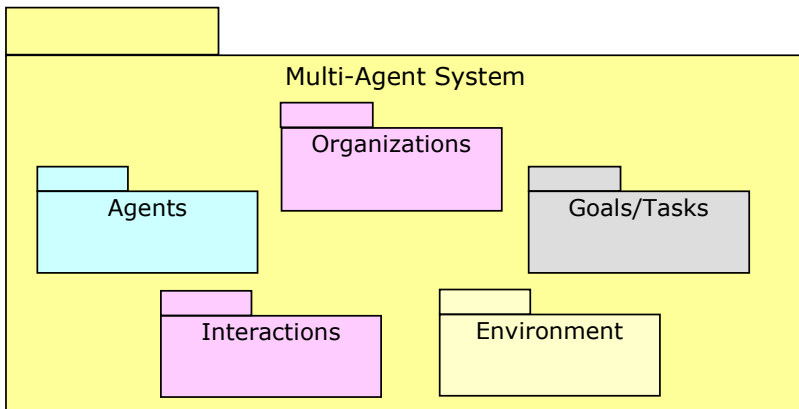 Multi-Agent System
Organizations
Agents
Goals/Tasks
Interactions
Environment